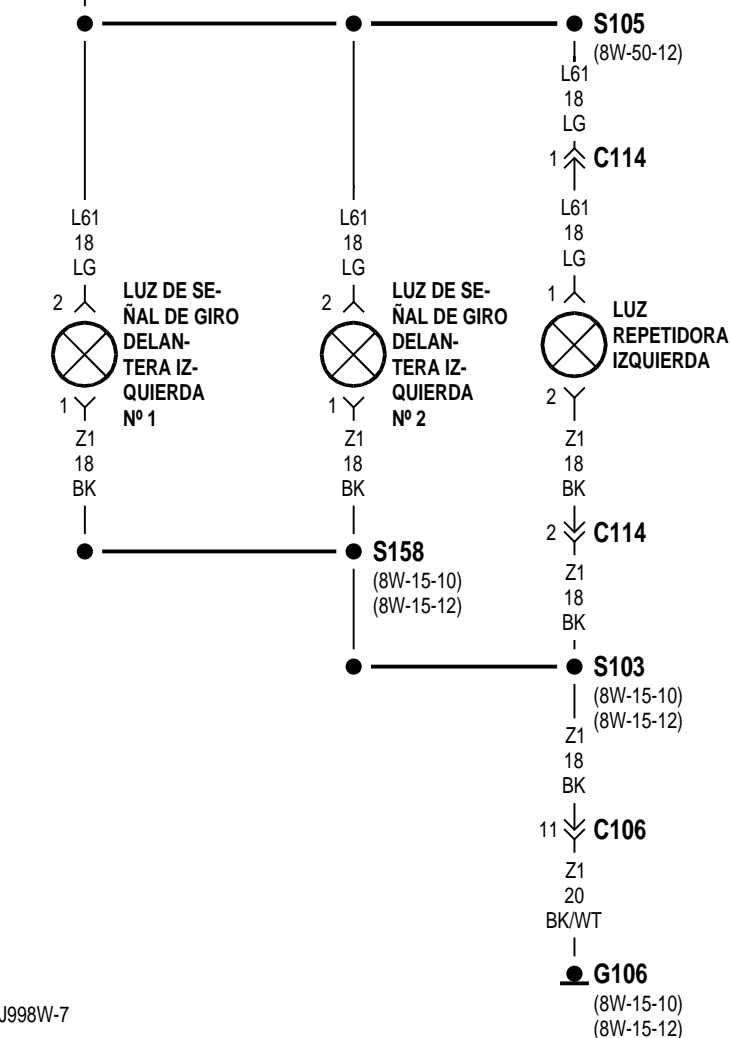 S105
(8W-50-12)
L61
18
LG
1
C114
L61
18
LG
L61
18
LG
L61
18
LG
2
LUZ DE SE-
ÑAL DE GIRO
DELAN-
TERA IZ-
QUIERDA
Nº 1
1
2
LUZ DE SE-
ÑAL DE GIRO
DELAN-
TERA IZ-
QUIERDA
Nº 2
1
1
LUZ
REPETIDORA
IZQUIERDA
2
Z1
18
BK
Z1
18
BK
Z1
18
BK
2
C114
S158
(8W-15-10)
(8W-15-12)
Z1
18
BK
S103
(8W-15-10)
(8W-15-12)
Z1
18
BK
11
C106
Z1
20
BK/WT
G106
(8W-15-10)
(8W-15-12)
J998W-7